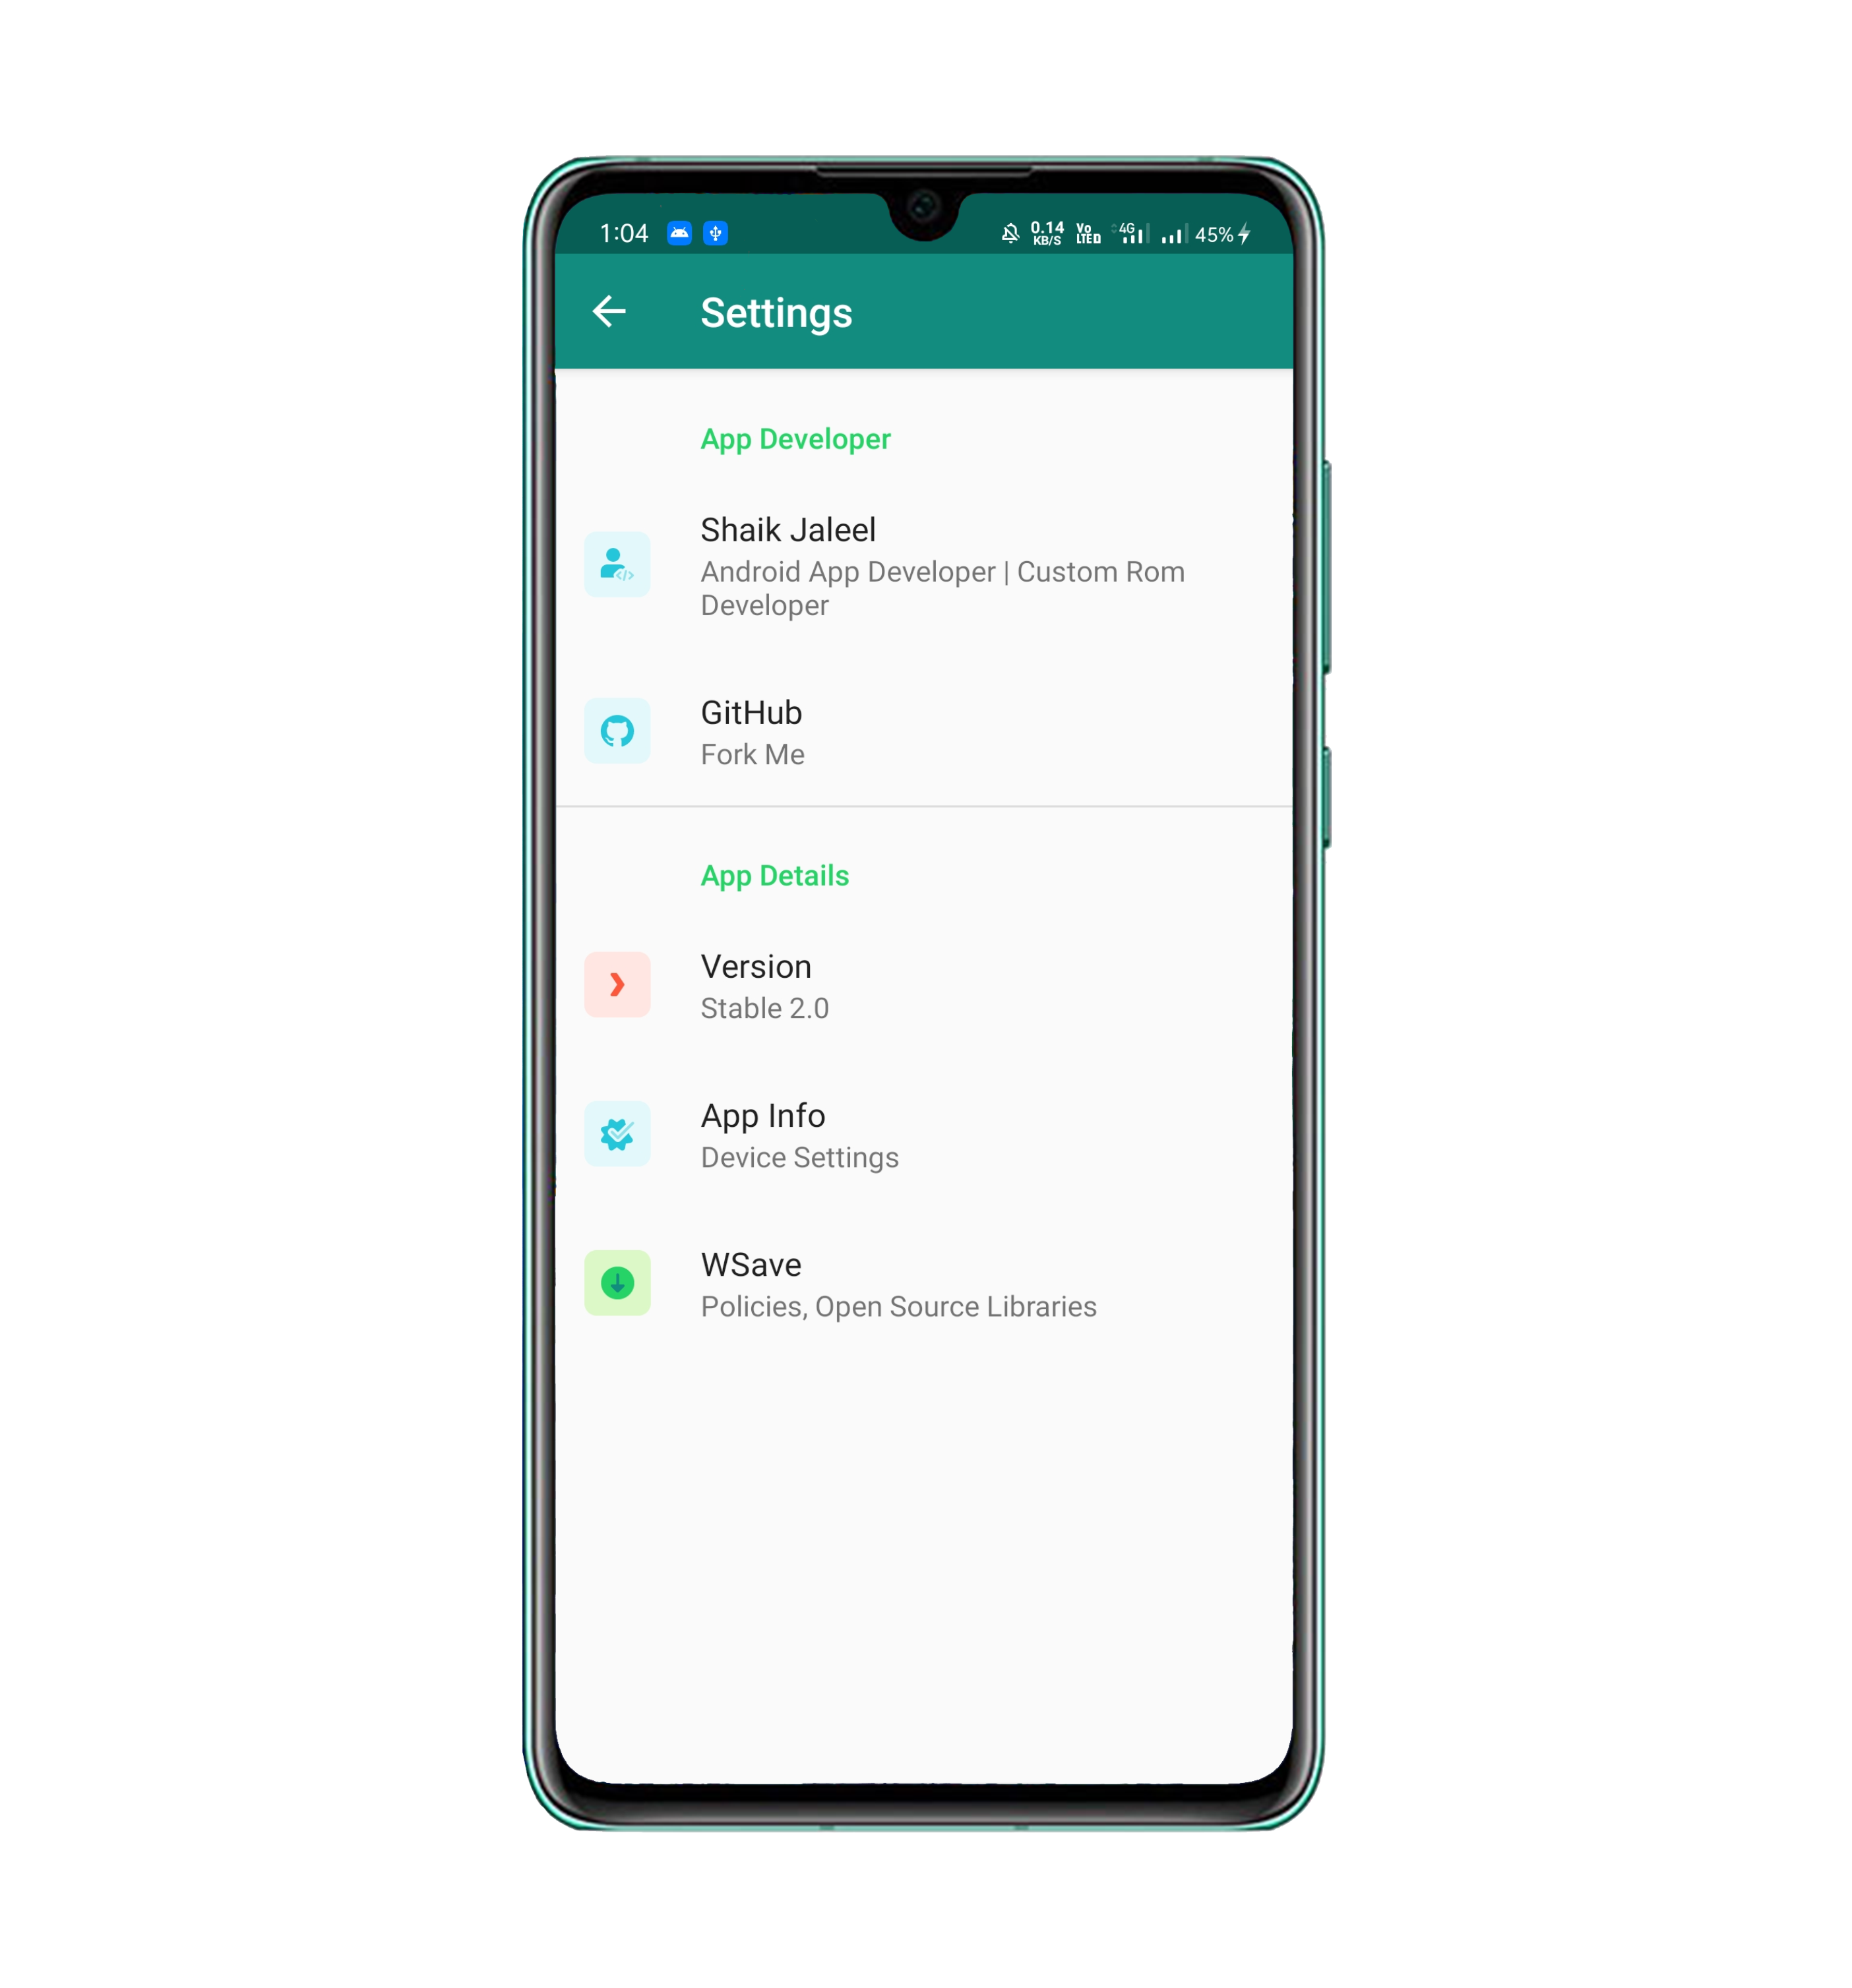 1:04 0.14 KB/S Vo LTE 4G 45%
Settings
App Developer
Shaik Jaleel
Android App Developer | Custom Rom
Developer
GitHub
Fork Me
App Details
Version
Stable 2.0
App Info
Device Settings
WSave
Policies, Open Source Libraries